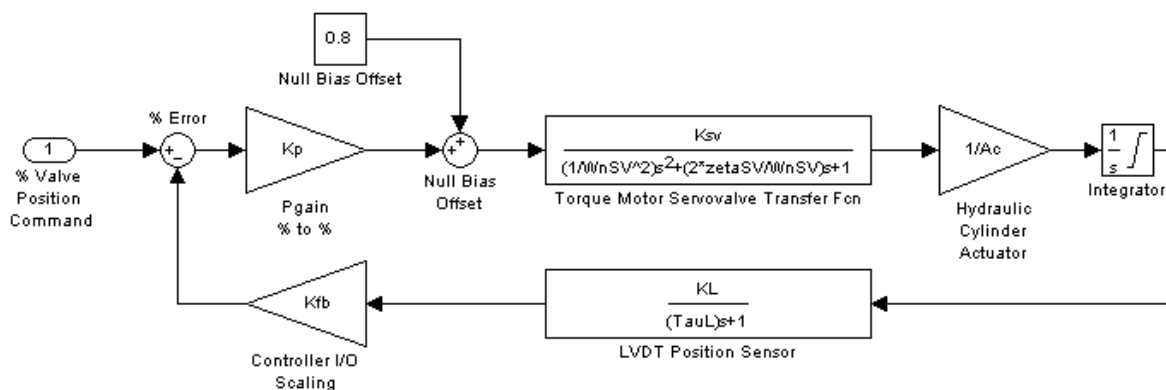 0.8
Null Bias Offset
% Error
+
−
1
% Valve
Position
Command
Kp
Pgain
% to %
+
+
Null Bias
Offset
Ksv
(1/WnSV^2)s²+(2*zetaSV/WnSV)s+1
Torque Motor Servovalve Transfer Fcn
1/Ac
Hydraulic
Cylinder
Actuator
1
s
Integrator
Kfb
Controller I/O
Scaling
KL
(TauL)s+1
LVDT Position Sensor